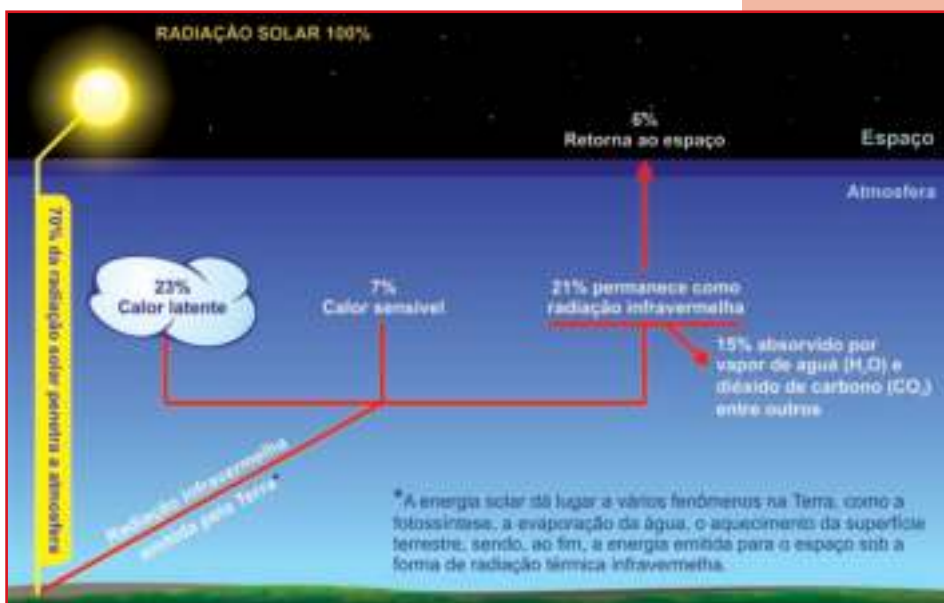 RADIAÇÃO SOLAR 100%
6%
Retorna ao espaço
Espaço
Atmosfera
70% da radiação solar penetra a atmosfera
23%
Calor latente
7%
Calor sensível
21% permanece como
radiação infravermelha
15% absorvido por
vapor de aguá (H₂O) e
dióxido de carbono (CO₂)
entre outros
Radiação infravermelha
emitida pela Terra*
*A energia solar dá lugar a vários fenômenos na Terra, como a
fotossíntese, a evaporação da água, o aquecimento da superfície
terrestre, sendo, ao fim, a energia emitida para o espaço sob a
forma de radiação térmica infravermelha.